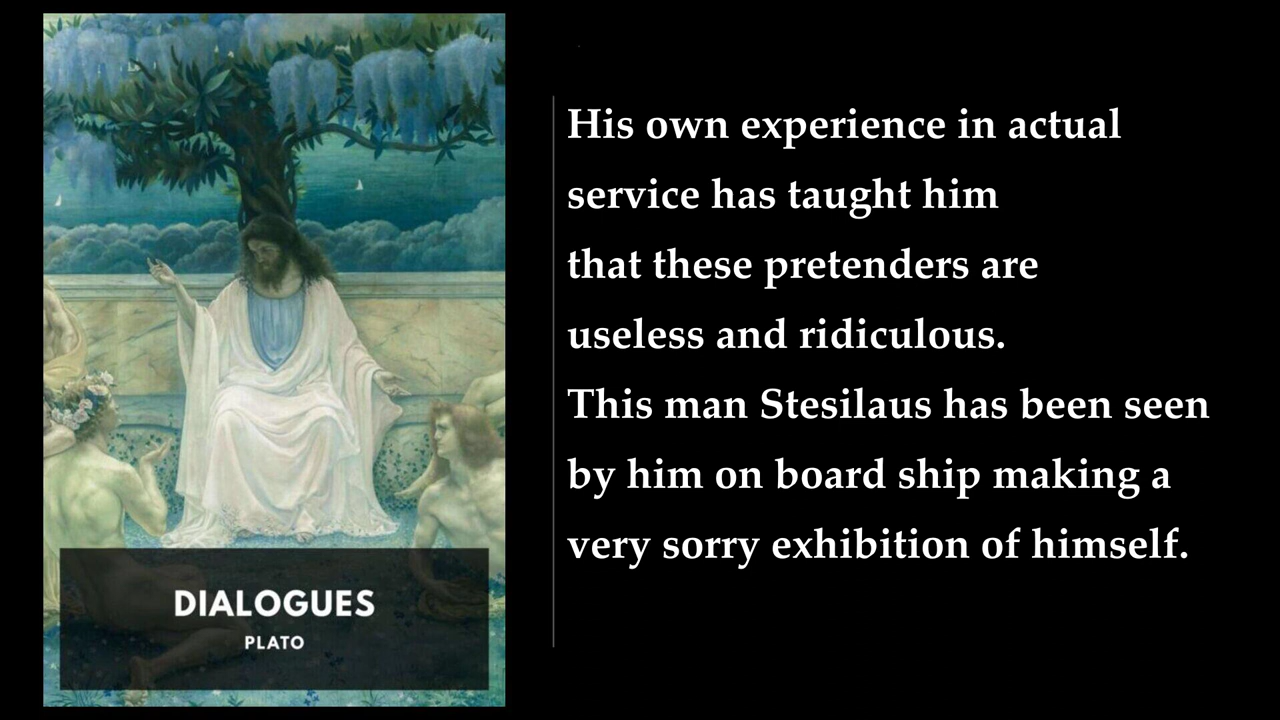 DIALOGUES
PLATO
His own experience in actual
service has taught him
that these pretenders are
useless and ridiculous.
This man Stesilaus has been seen
by him on board ship making a
very sorry exhibition of himself.